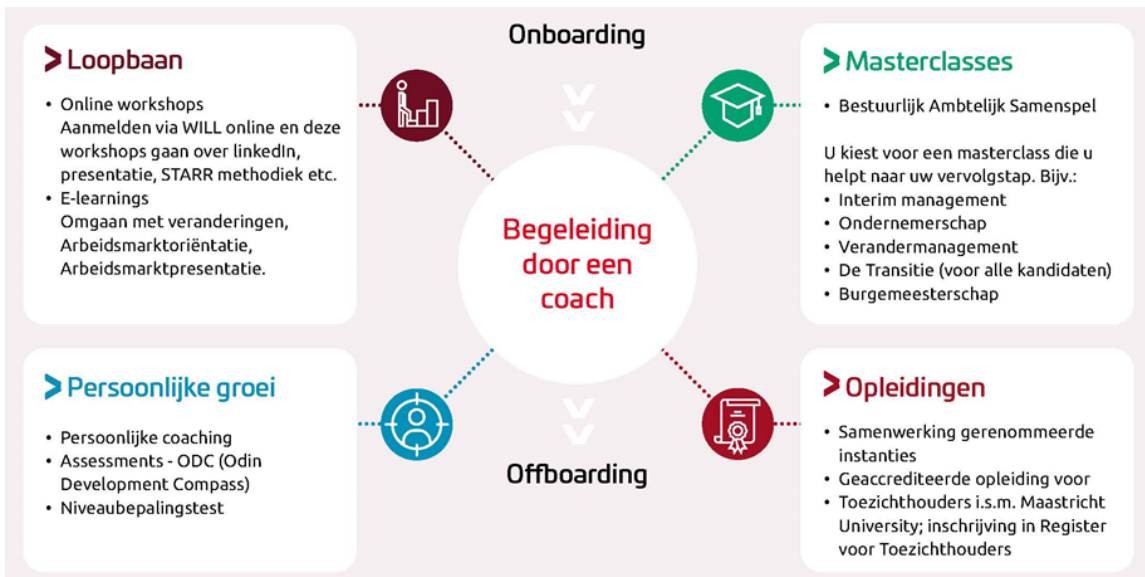 Onboarding
> Loopbaan
• Online workshops
Aanmelden via WILL online en deze
workshops gaan over linkedIn,
presentatie, STARR methodiek etc.
• E-learnings
Omgaan met veranderingen,
Arbeidsmarktoriëntatie,
Arbeidsmarktpresentatie.
> Masterclasses
• Bestuurlijk Ambtelijk Samenspel
U kiest voor een masterclass die u
helpt naar uw vervolgstap. Bijv.:
• Interim management
• Ondernemerschap
• Verandermanagement
• De Transitie (voor alle kandidaten)
• Burgemeesterschap
Begeleiding
door een
coach
> Persoonlijke groei
• Persoonlijke coaching
• Assessments - ODC (Odin
Development Compass)
• Niveaubepalingstest
> Opleidingen
• Samenwerking gerenommeerde
instanties
• Geaccrediteerde opleiding voor
• Toezichthouders i.s.m. Maastricht
University; inschrijving in Register
voor Toezichthouders
Offboarding